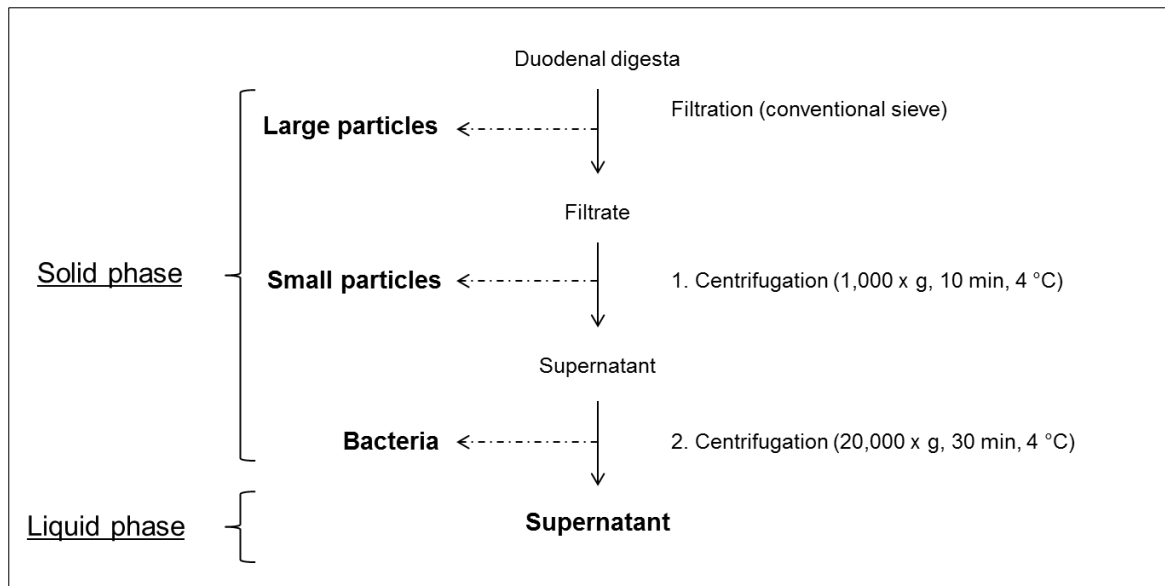 Duodenal digesta
Filtration (conventional sieve)
Large particles
Filtrate
Solid phase
Small particles
1. Centrifugation (1,000 x g, 10 min, 4 °C)
Supernatant
Bacteria
2. Centrifugation (20,000 x g, 30 min, 4 °C)
Liquid phase
Supernatant